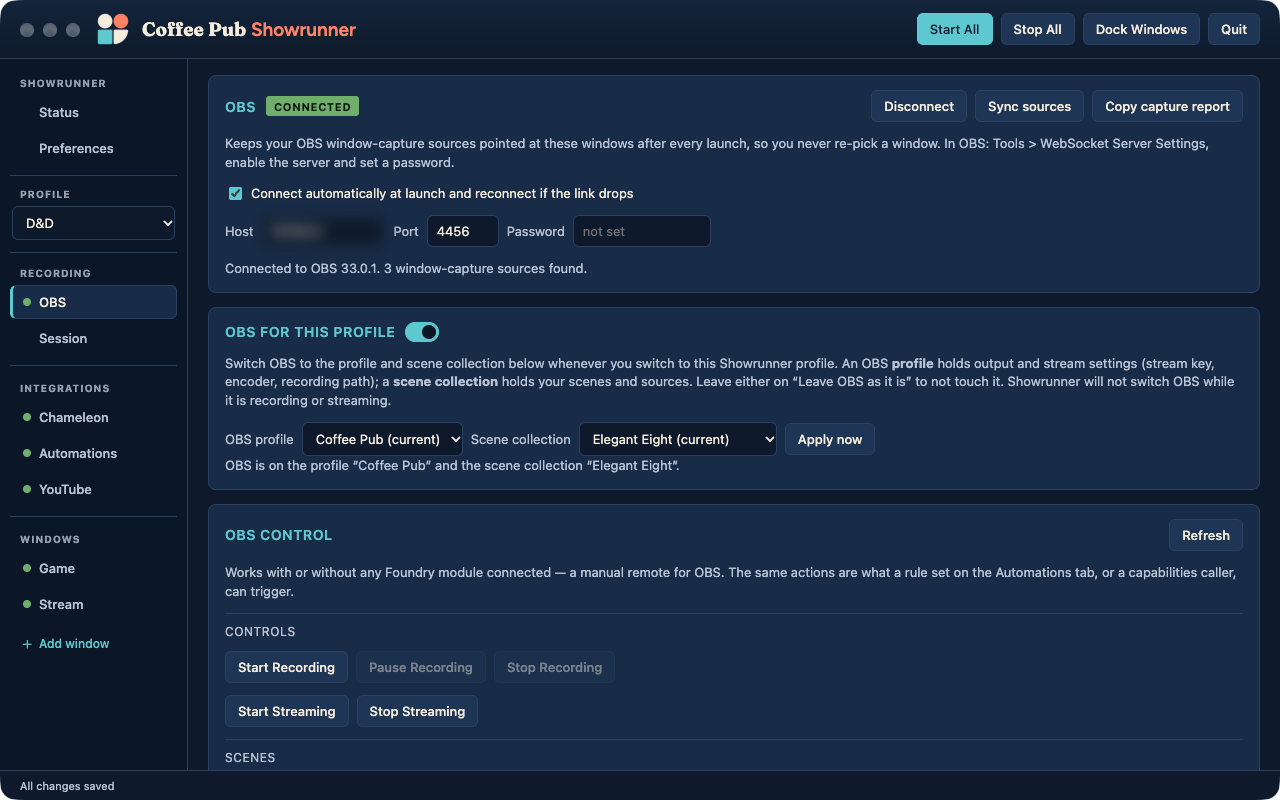 Coffee Pub Showrunner
Start All
Stop All
Dock Windows
Quit
SHOWRUNNER
Status
Preferences
PROFILE
D&D
RECORDING
OBS
Session
INTEGRATIONS
Chameleon
Automations
YouTube
WINDOWS
Game
Stream
+ Add window
OBS CONNECTED
Disconnect
Sync sources
Copy capture report
Keeps your OBS window-capture sources pointed at these windows after every launch, so you never re-pick a window. In OBS: Tools > WebSocket Server Settings,
enable the server and set a password.
Connect automatically at launch and reconnect if the link drops
Host Port 4456 Password not set
Connected to OBS 33.0.1. 3 window-capture sources found.
OBS FOR THIS PROFILE
Switch OBS to the profile and scene collection below whenever you switch to this Showrunner profile. An OBS profile holds output and stream settings (stream key,
encoder, recording path); a scene collection holds your scenes and sources. Leave either on “Leave OBS as it is” to not touch it. Showrunner will not switch OBS while
it is recording or streaming.
OBS profile Coffee Pub (current) Scene collection Elegant Eight (current) Apply now
OBS is on the profile “Coffee Pub” and the scene collection “Elegant Eight”.
OBS CONTROL
Refresh
Works with or without any Foundry module connected — a manual remote for OBS. The same actions are what a rule set on the Automations tab, or a capabilities caller,
can trigger.
CONTROLS
Start Recording Pause Recording Stop Recording
Start Streaming Stop Streaming
SCENES
All changes saved